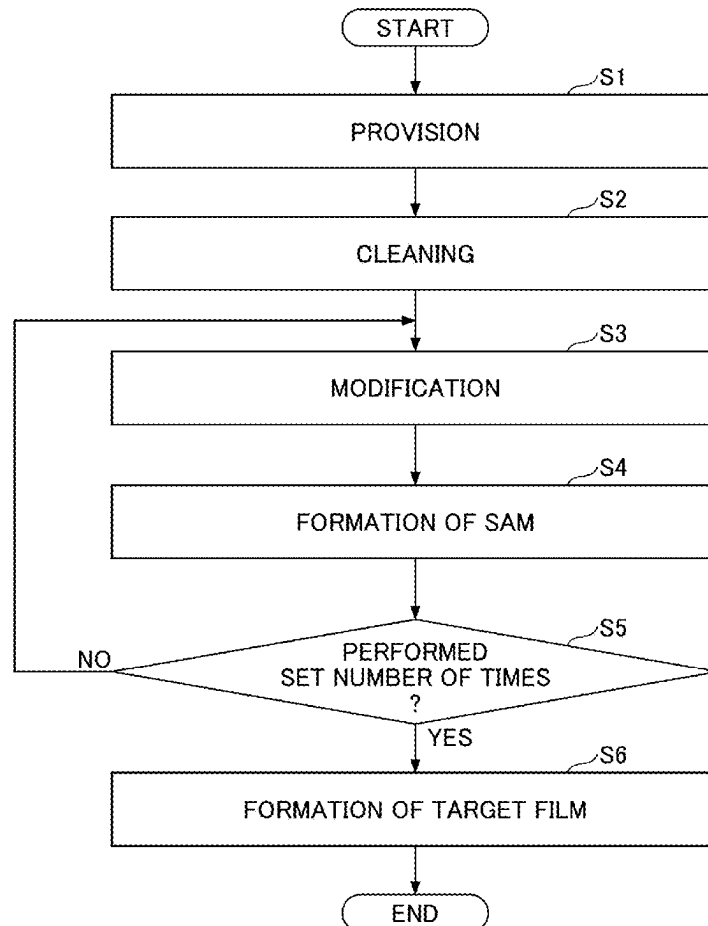 START
S1
PROVISION
S2
CLEANING
S3
MODIFICATION
S4
FORMATION OF SAM
S5
PERFORMED
SET NUMBER OF TIMES
?
NO
YES
S6
FORMATION OF TARGET FILM
END